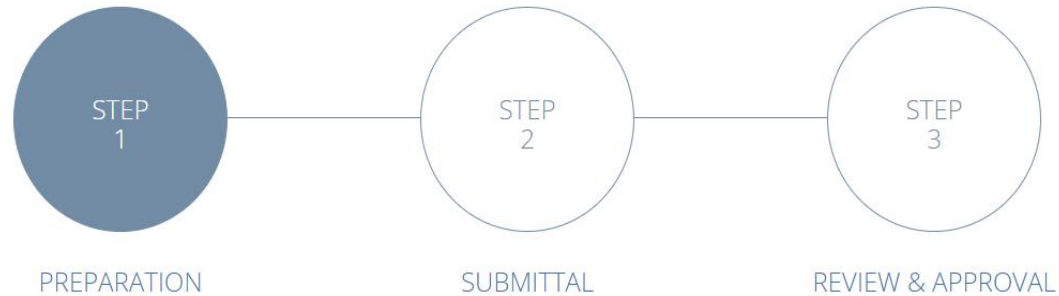 STEP
1
STEP
2
STEP
3
PREPARATION
SUBMITTAL
REVIEW & APPROVAL